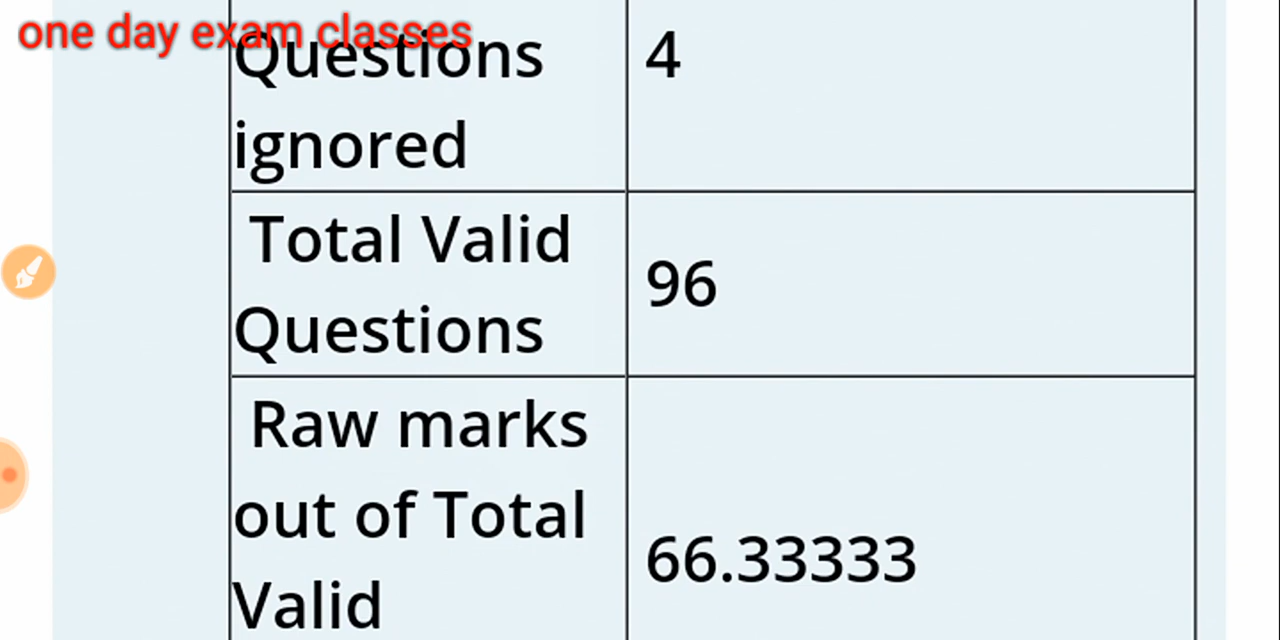 one day exam classes
Questions
ignored
4
Total Valid
Questions
96
Raw marks
out of Total
Valid
66.33333